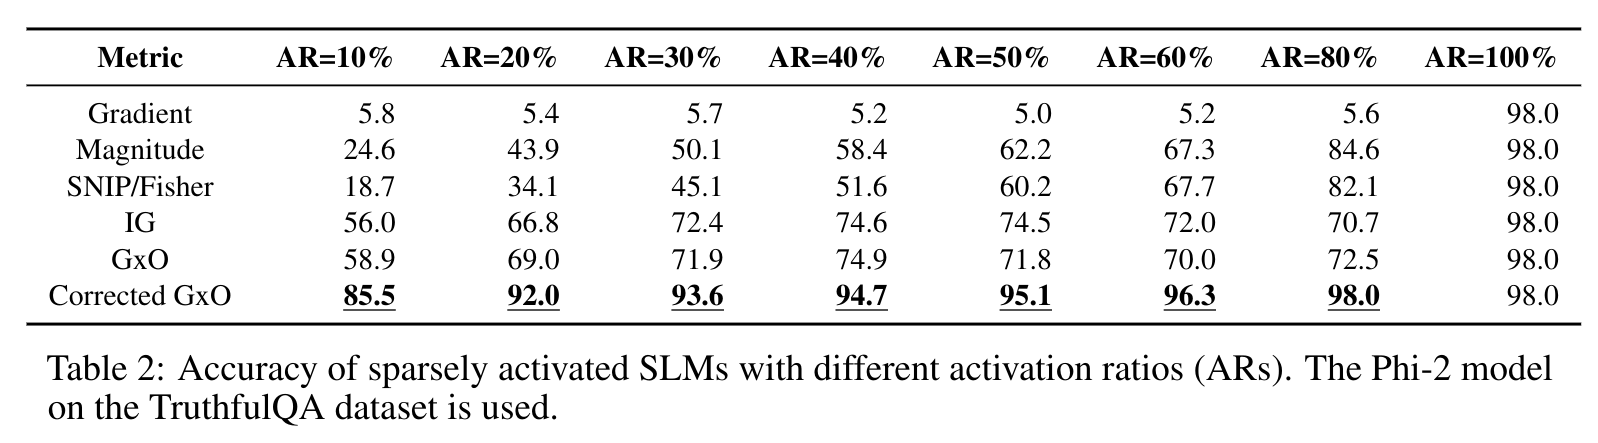 Metric AR=10% AR=20% AR=30% AR=40% AR=50% AR=60% AR=80% AR=100%
Gradient 5.8 5.4 5.7 5.2 5.0 5.2 5.6 98.0
Magnitude 24.6 43.9 50.1 58.4 62.2 67.3 84.6 98.0
SNIP/Fisher 18.7 34.1 45.1 51.6 60.2 67.7 82.1 98.0
IG 56.0 66.8 72.4 74.6 74.5 72.0 70.7 98.0
GxO 58.9 69.0 71.9 74.9 71.8 70.0 72.5 98.0
Corrected GxO 85.5 92.0 93.6 94.7 95.1 96.3 98.0 98.0
Table 2: Accuracy of sparsely activated SLMs with different activation ratios (ARs). The Phi-2 model
on the TruthfulQA dataset is used.